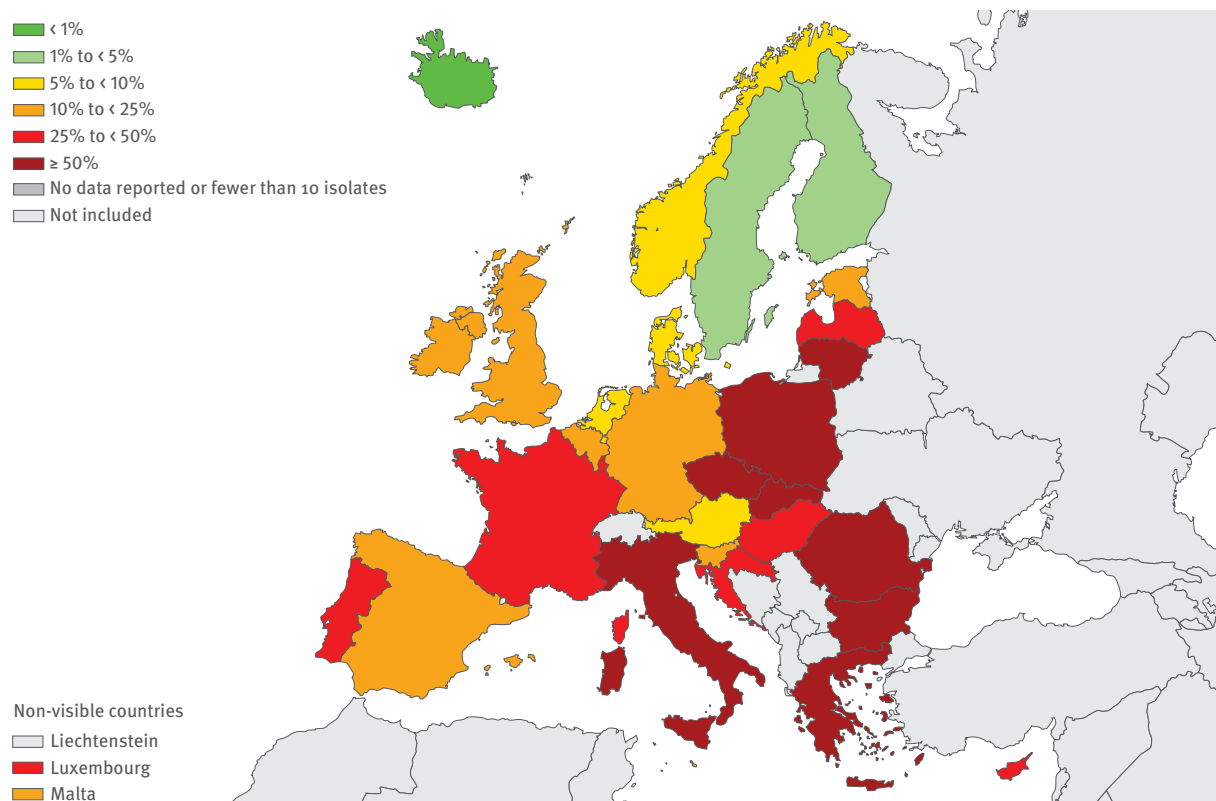 < 1%
1% to < 5%
5% to < 10%
10% to < 25%
25% to < 50%
≥ 50%
No data reported or fewer than 10 isolates
Not included
Non-visible countries
Liechtenstein
Luxembourg
Malta